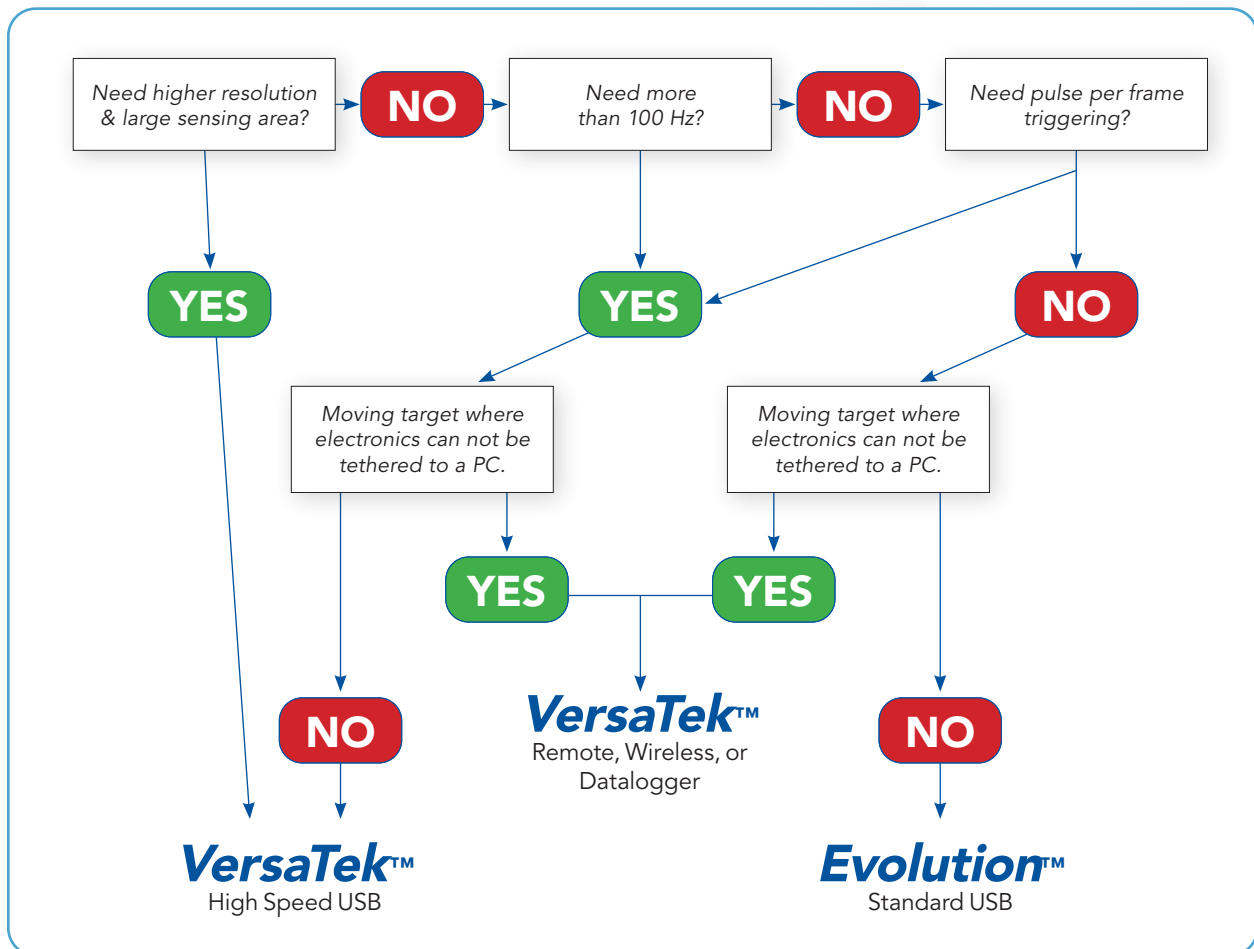 Need higher resolution
& large sensing area?
NO
Need more
than 100 Hz?
NO
Need pulse per frame
triggering?
YES
YES
NO
Moving target where
electronics can not be
tethered to a PC.
Moving target where
electronics can not be
tethered to a PC.
YES
YES
NO
VersaTek™
Remote, Wireless, or
Datalogger
NO
VersaTek™
High Speed USB
Evolution™
Standard USB